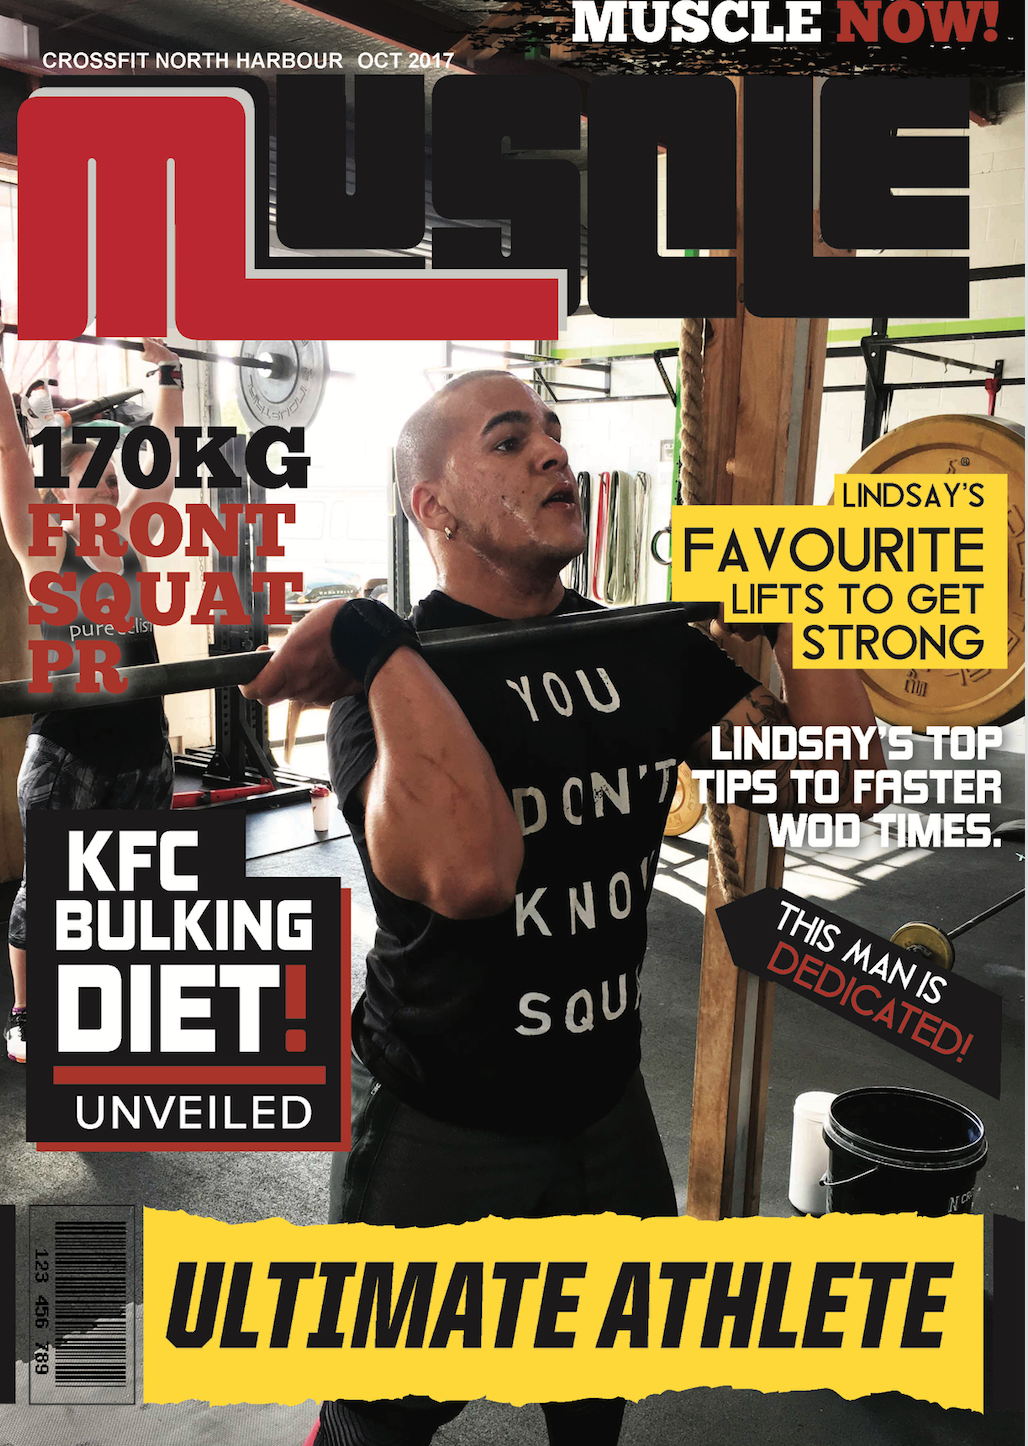 MUSCLE NOW!
CROSSFIT NORTH HARBOUR OCT 2017
MUSCLE
170KG
FRONT
SQUAT
PR
LINDSAY'S
FAVOURITE
LIFTS TO GET
STRONG
YOU
DON'T
KNOW
SQUA
LINDSAY'S TOP
TIPS TO FASTER
WOD TIMES.
KFC
BULKING
DIET!
UNVEILED
THIS MAN IS
DEDICATED!
123 456 789
ULTIMATE ATHLETE